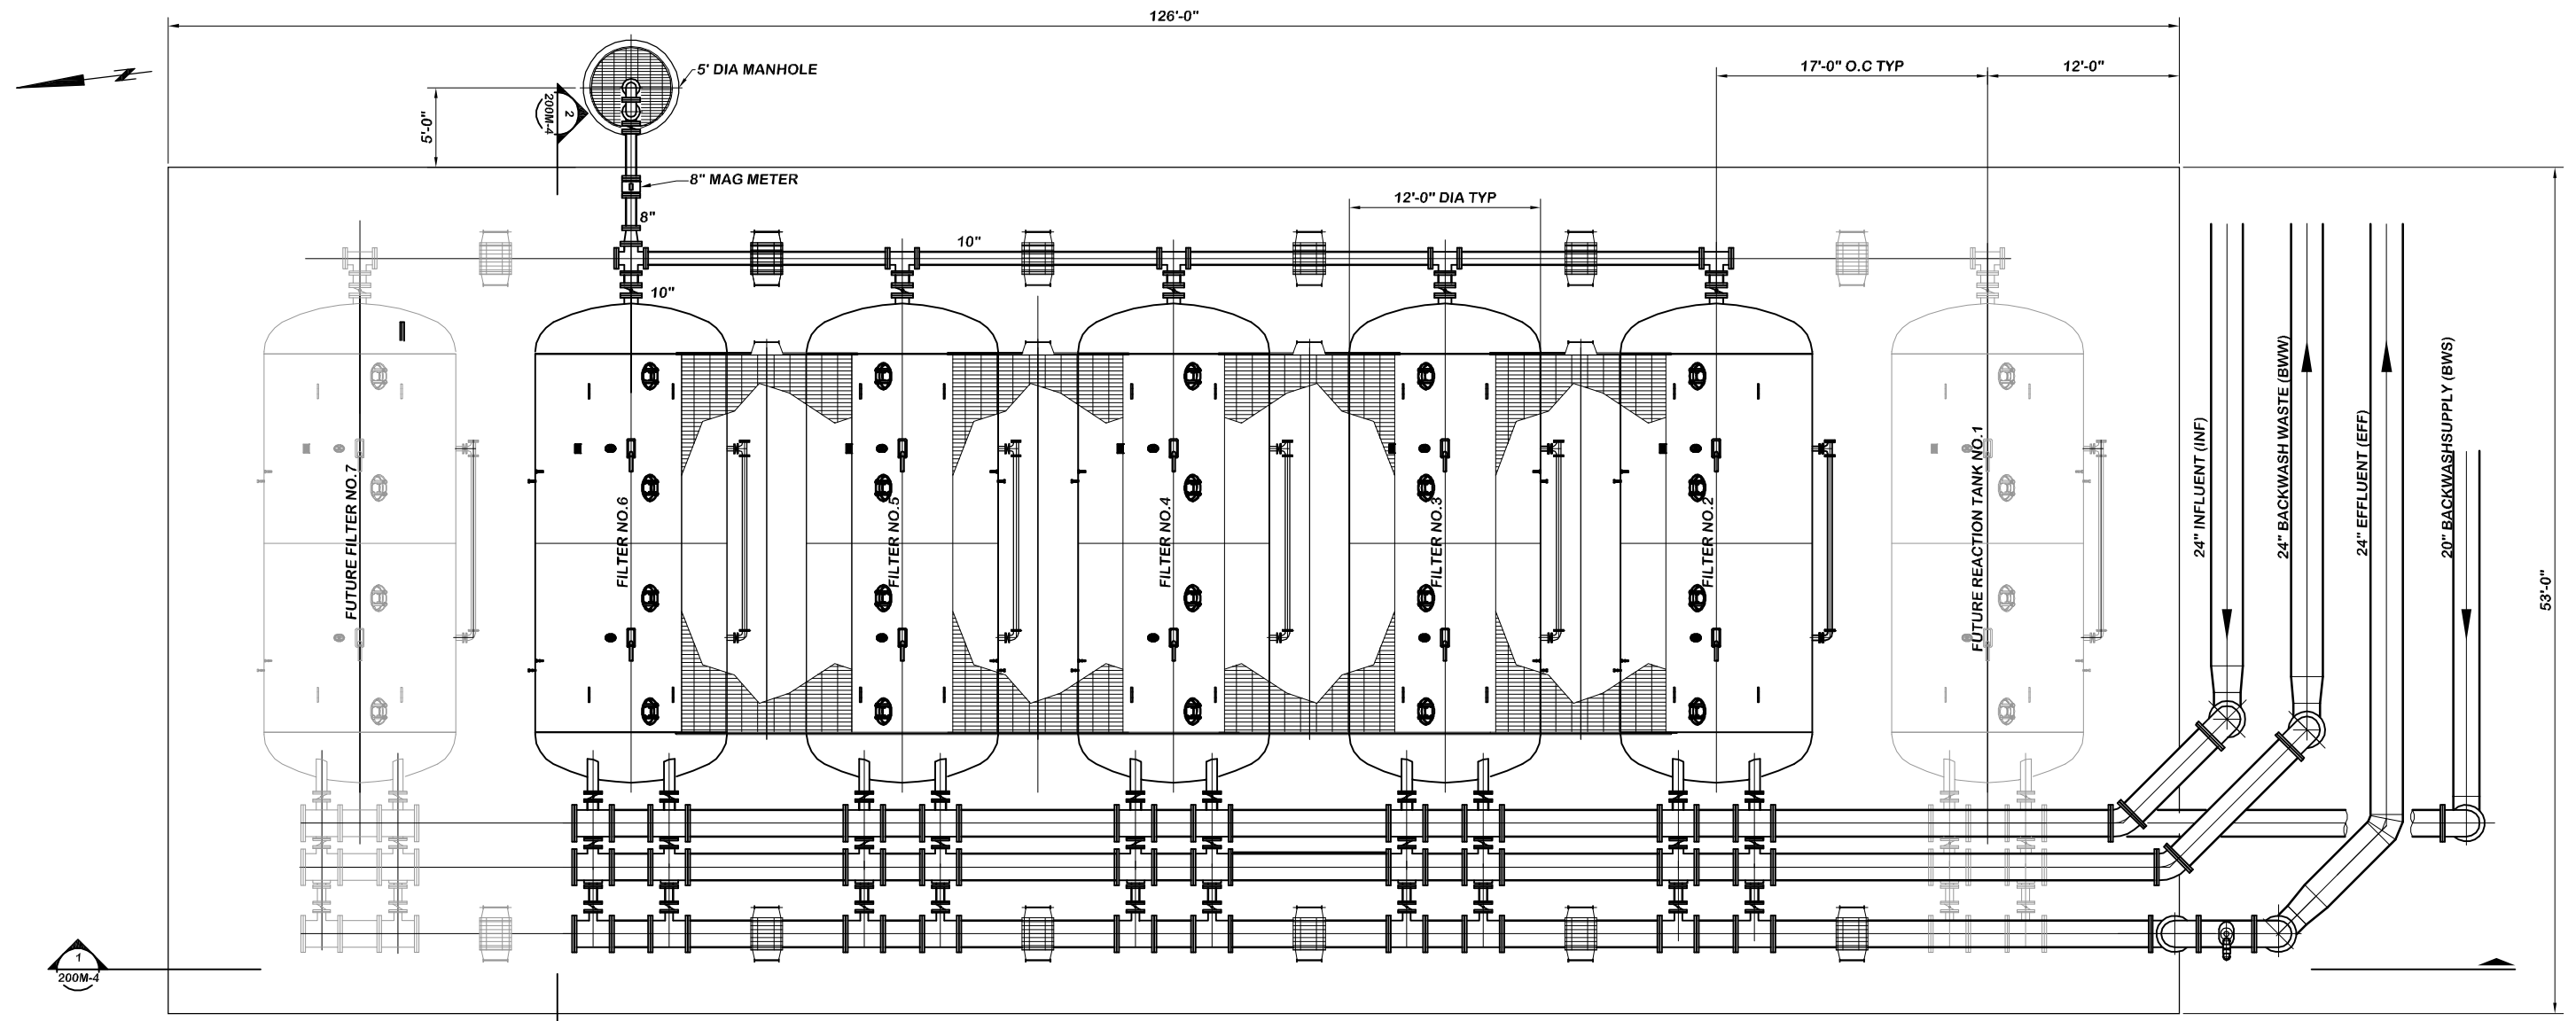 126'-0"
N
5' DIA MANHOLE
17'-0" O.C TYP
12'-0"
5'-0"
2
200M-4
8" MAG METER
12'-0" DIA TYP
8"
10"
10"
FUTURE FILTER NO.7
FILTER NO.6
FILTER NO.5
FILTER NO.4
FILTER NO.3
FILTER NO.2
FUTURE REACTION TANK NO.1
24" INFLUENT (INF)
24" BACKWASH WASTE (BWW)
24" EFFLUENT (EFF)
20" BACKWASHSUPPLY (BWS)
53'-0"
1
200M-4